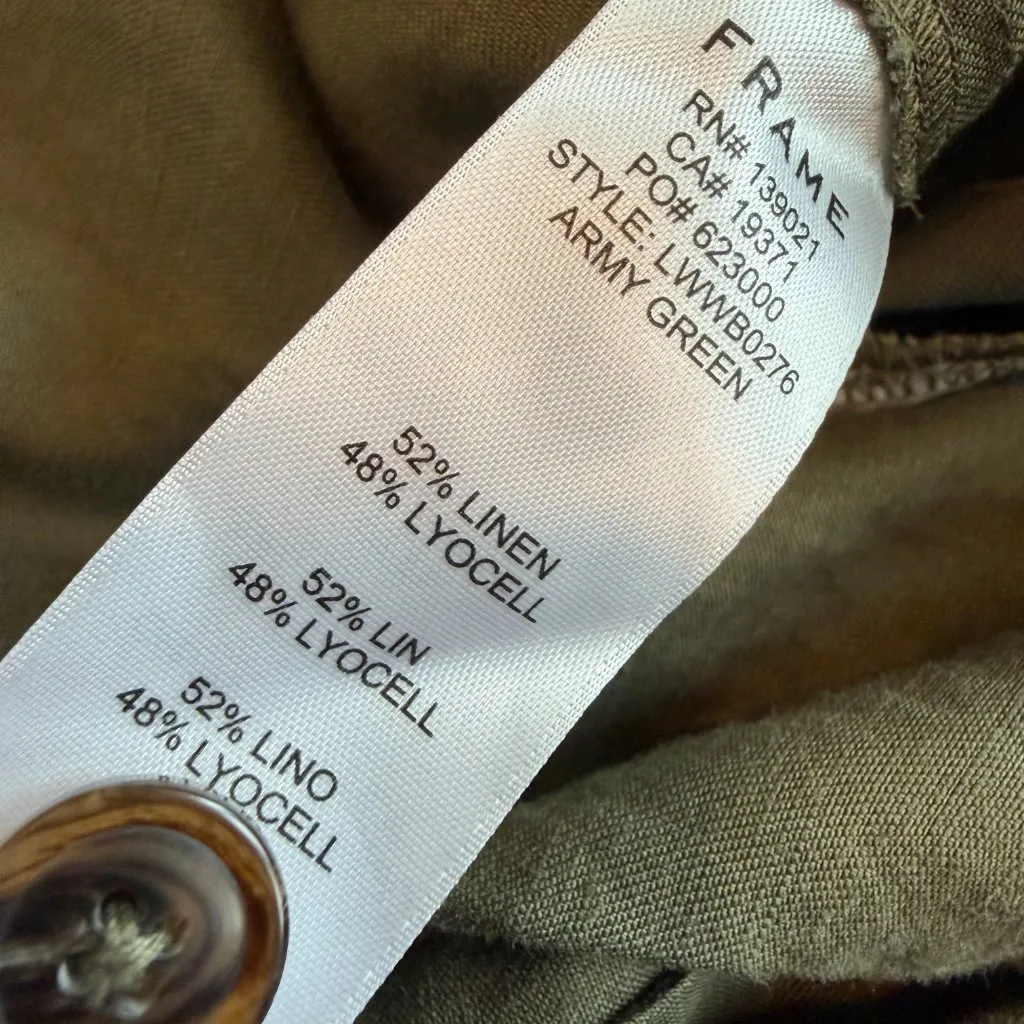 FRAME
RN# 139021
CA# 19371
PO# 623000
STYLE: LWWB0276
ARMY GREEN
52% LINEN
48% LYOCELL
52% LIN
48% LYOCELL
52% LINO
48% LYOCELL